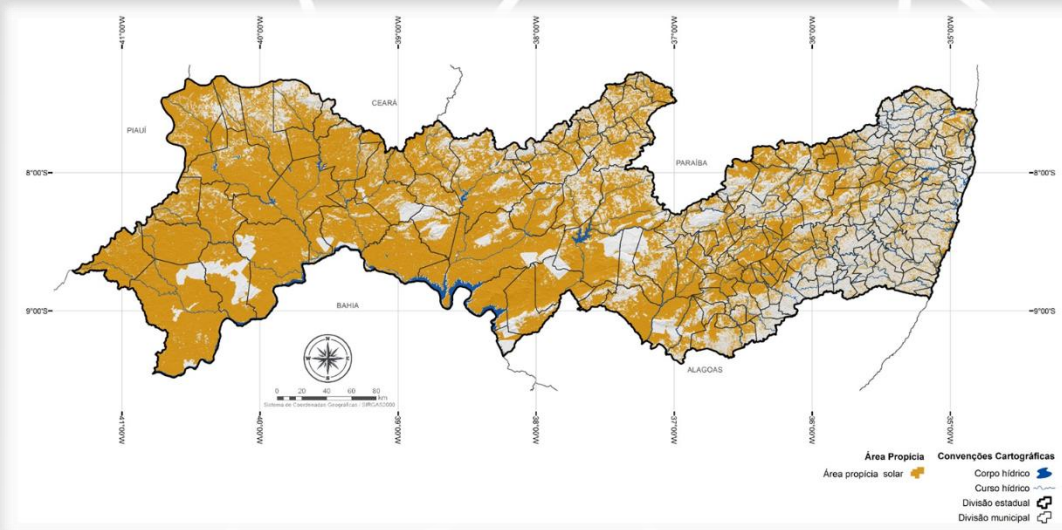 41°00'W
40°00'W
39°00'W
38°00'W
37°00'W
36°00'W
35°00'W
CEARÁ
PIAUÍ
PARAÍBA
8°00'S
8°00'S
BAHIA
9°00'S
9°00'S
N
W
E
S
ALAGOAS
0 20 40 60 80
km
Sistema de Coordenadas Geográficas / SIRGAS2000
41°00'W
40°00'W
39°00'W
38°00'W
37°00'W
36°00'W
35°00'W
Área Propícia
Área propícia solar
Convenções Cartográficas
Corpo hídrico
Curso hídrico
Divisão estadual
Divisão municipal